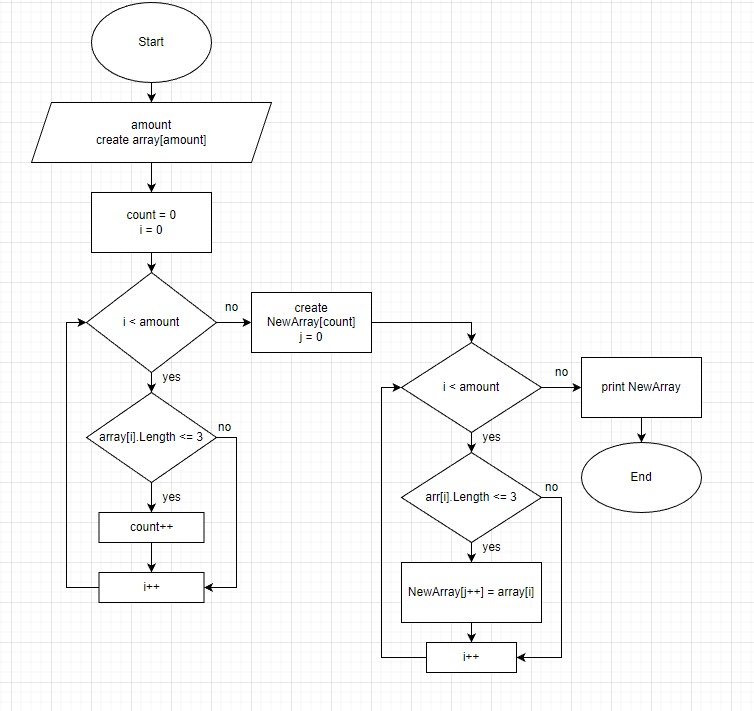 Start
amount
create array[amount]
count = 0
i = 0
i < amount
no
yes
array[i].Length <= 3
no
yes
count++
i++
create
NewArray[count]
j = 0
i < amount
no
yes
arr[i].Length <= 3
no
yes
NewArray[j++] = array[i]
i++
print NewArray
End